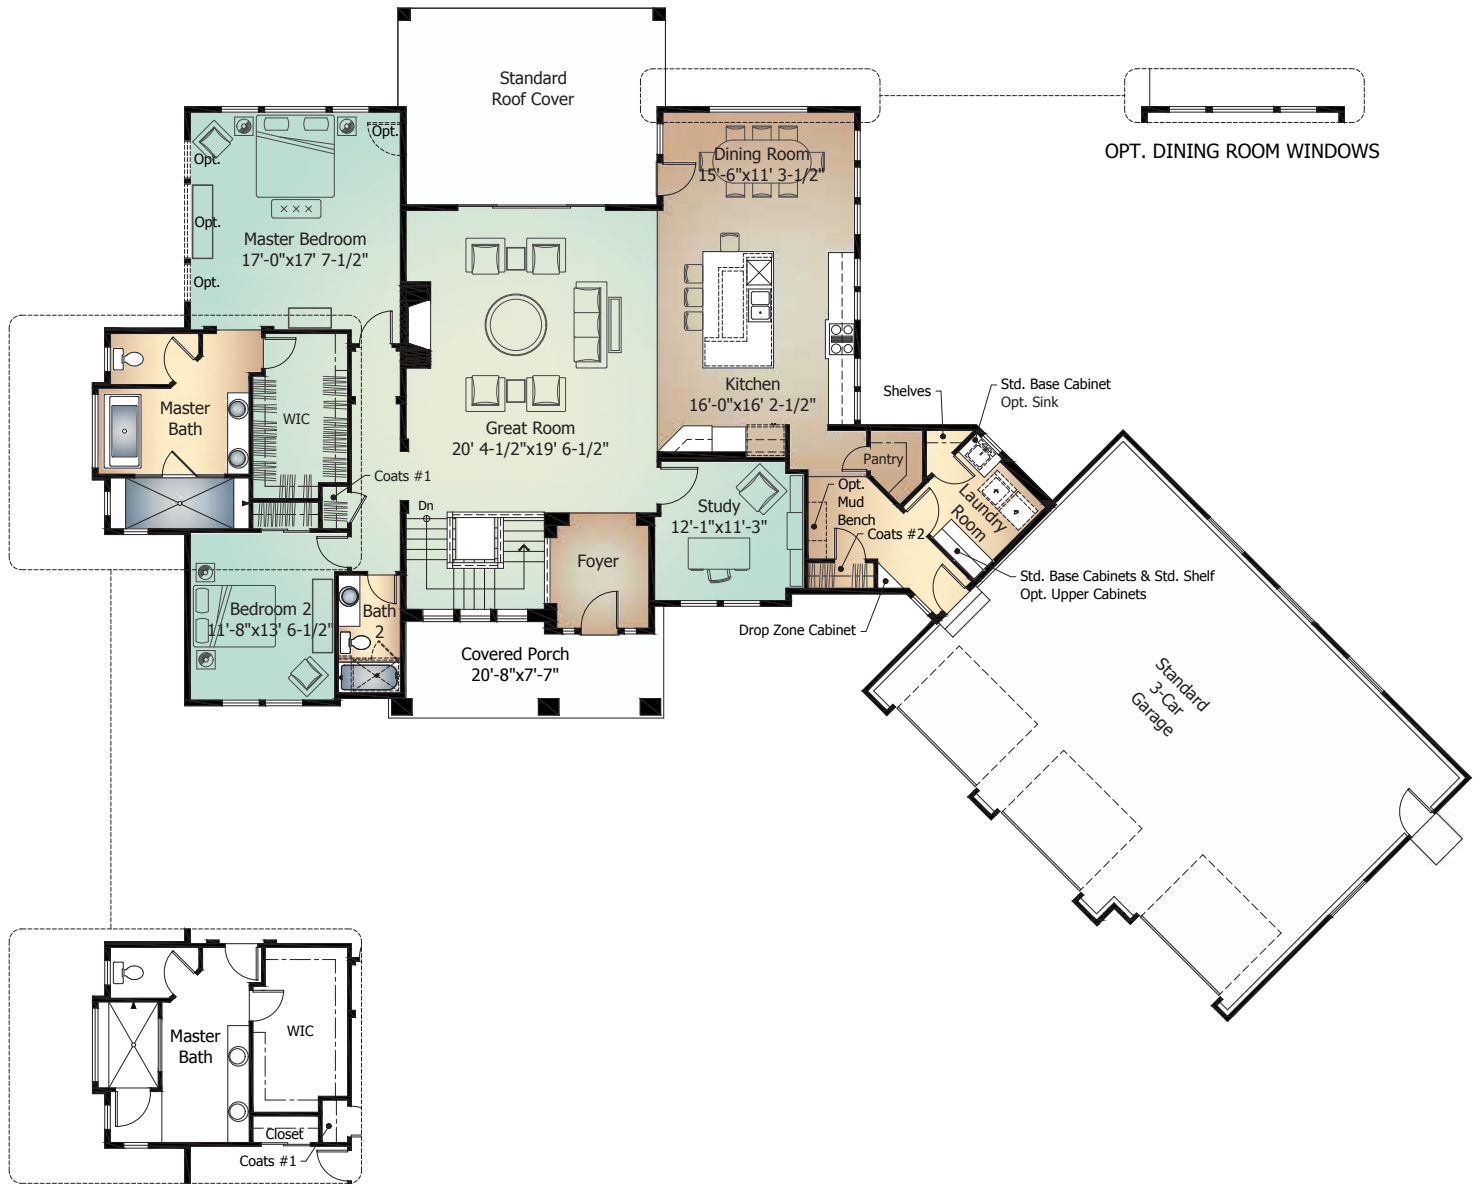 Standard
Roof Cover
OPT. DINING ROOM WINDOWS
Opt.
Opt.
Opt.
Opt.
Master Bedroom
17'-0"x17' 7-1/2"
Dining Room
15'-6"x11' 3-1/2"
Kitchen
16'-0"x16' 2-1/2"
Great Room
20' 4-1/2"x19' 6-1/2"
Master
Bath
WIC
Coats #1
Shelves
Std. Base Cabinet
Opt. Sink
Pantry
Laundry
Room
Opt.
Mud
Bench
Coats #2
Study
12'-1"x11'-3"
Dn
Foyer
Std. Base Cabinets & Std. Shelf
Opt. Upper Cabinets
Drop Zone Cabinet
Bedroom 2
11'-8"x13' 6-1/2"
Bath
2
Covered Porch
20'-8"x7'-7"
Standard
3-Car
Garage
Master
Bath
WIC
Closet
Coats #1